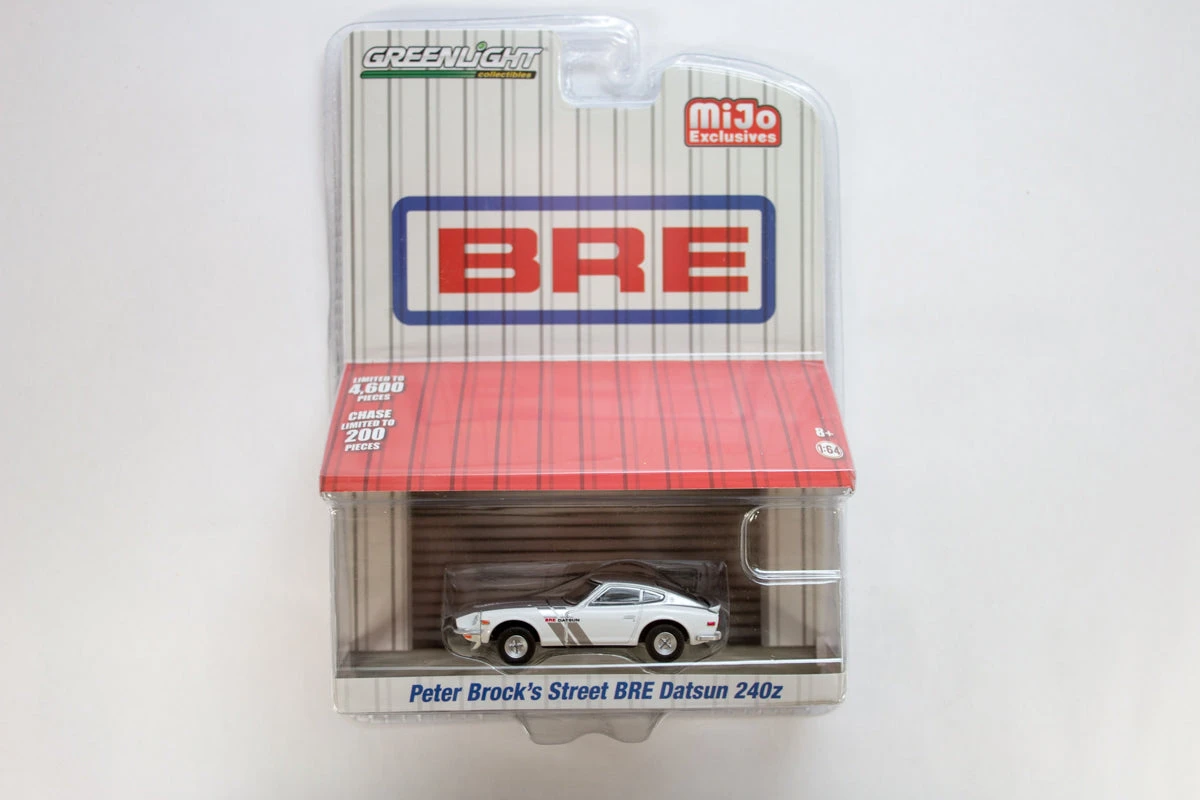 GREENLiGHT
collectibles
MiJo
Exclusives
BRE
LIMITED TO
4,600
PIECES
CHASE
LIMITED TO
200
PIECES
8+
1:64
BRE DATSUN
Peter Brock's Street BRE Datsun 240z